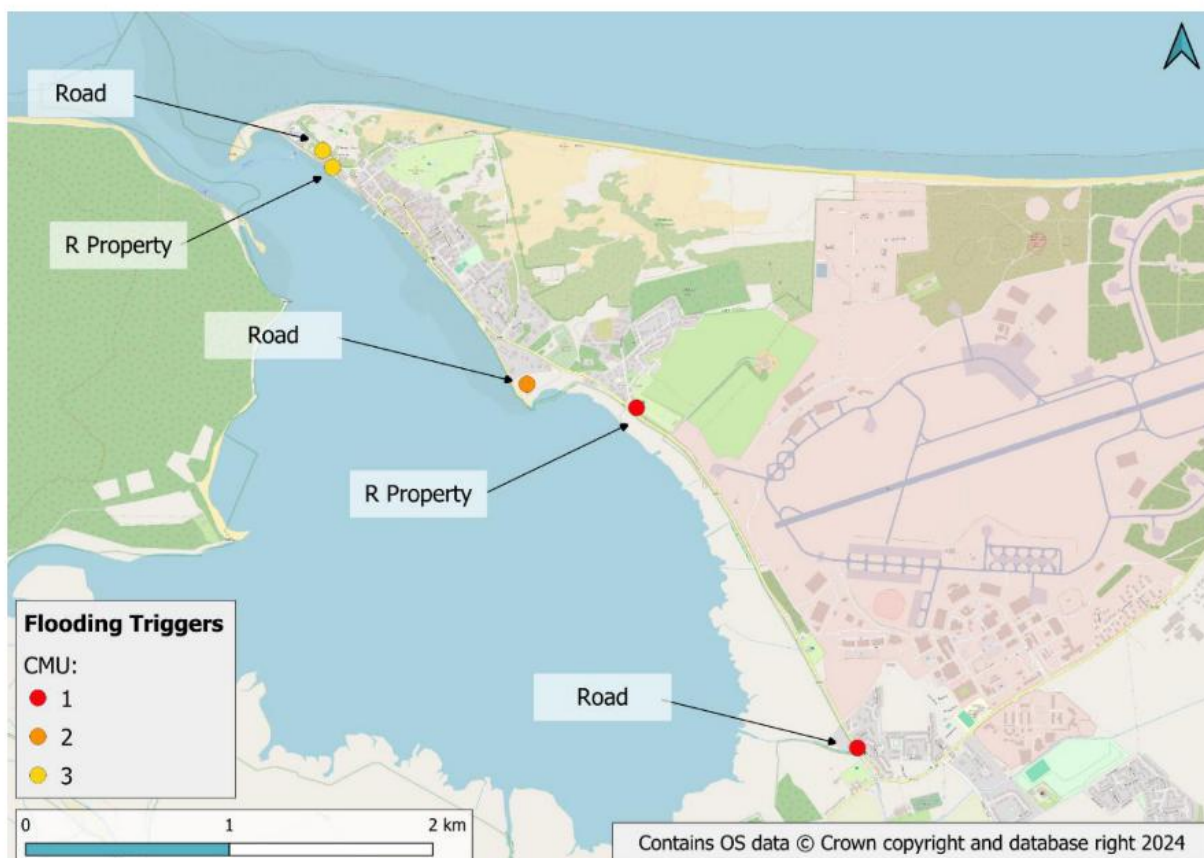 Road
R Property
Road
R Property
Road
Flooding Triggers
CMU:
1
2
3
0 1 2 km
Contains OS data © Crown copyright and database right 2024